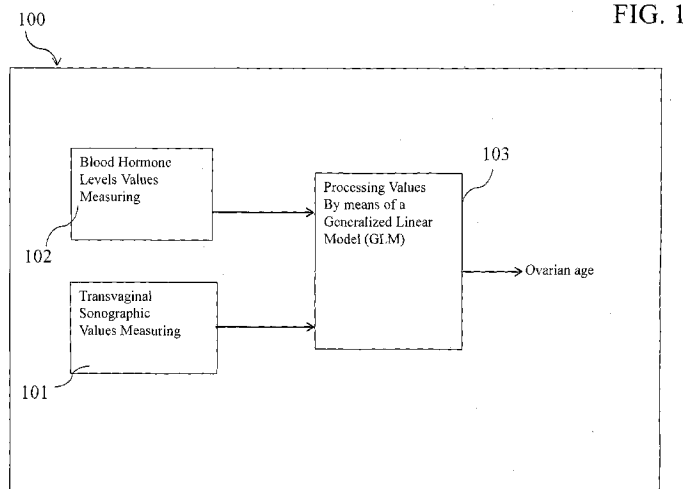 FIG. 1
100
Blood Hormone
Levels Values
Measuring
102
Transvaginal
Sonographic
Values Measuring
101
103
Processing Values
By means of a
Generalized Linear
Model (GLM)
Ovarian age